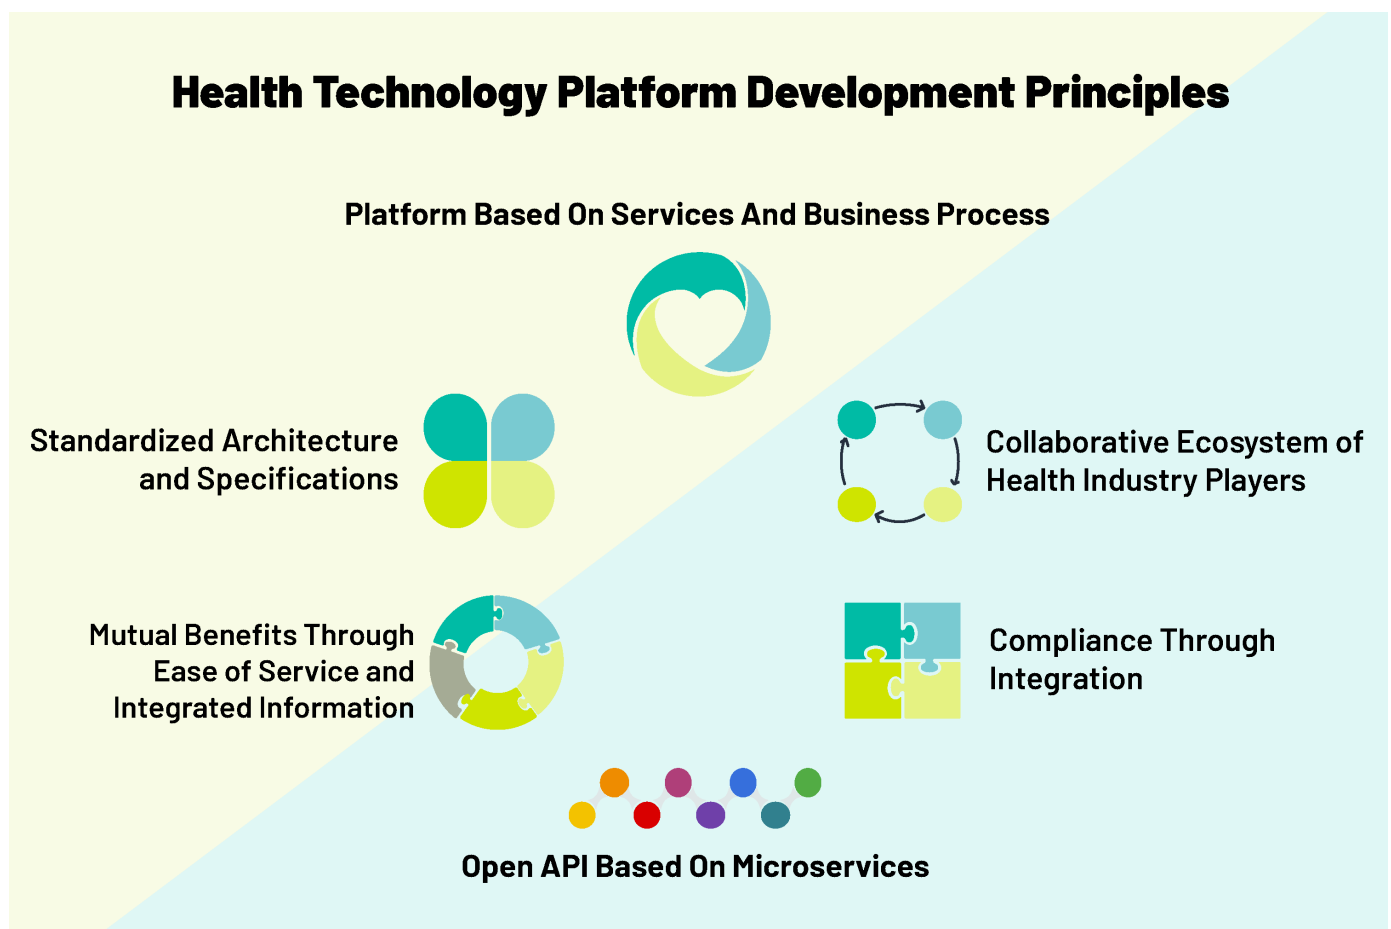 Health Technology Platform Development Principles
Platform Based On Services And Business Process
Standardized Architecture
and Specifications
Collaborative Ecosystem of
Health Industry Players
Mutual Benefits Through
Ease of Service and
Integrated Information
Compliance Through
Integration
Open API Based On Microservices